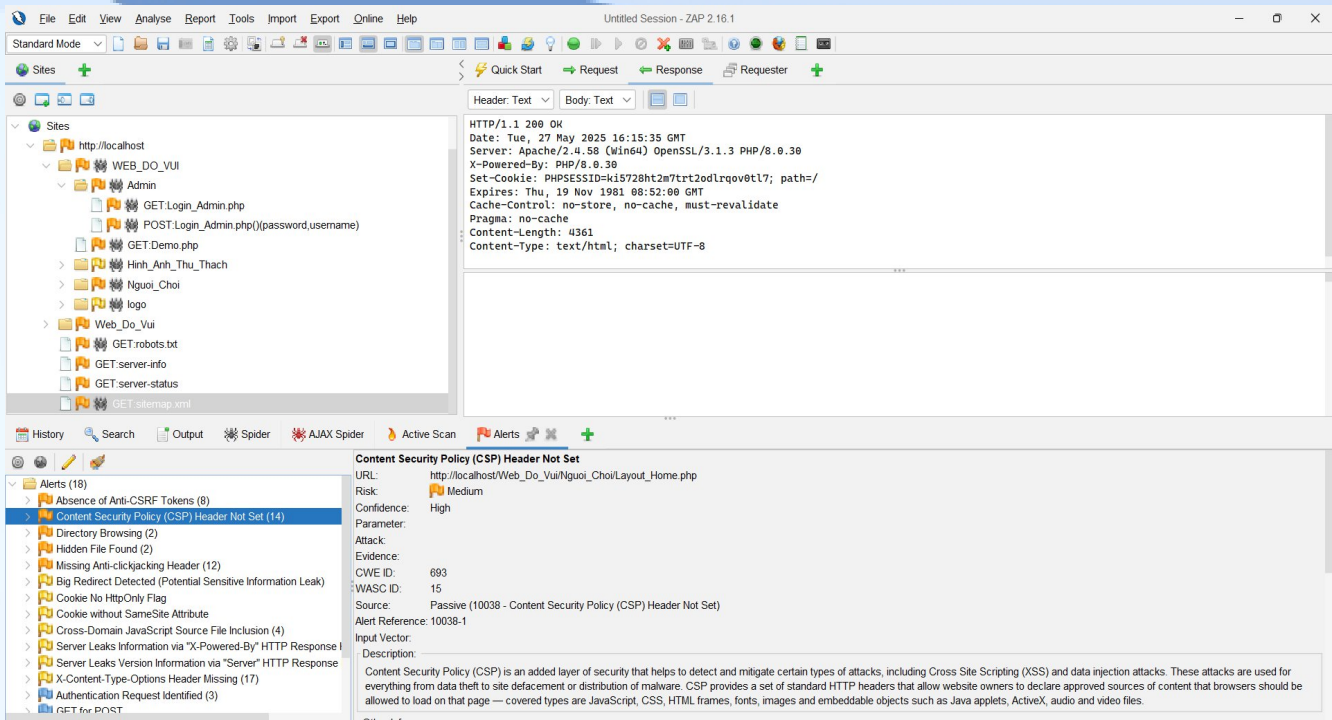 File Edit View Analyse Report Tools Import Export Online Help
Untitled Session - ZAP 2.16.1
Standard Mode
Sites
Quick Start Request Response Requester
Header: Text Body: Text
Sites
http://localhost
WEB_DO_VUI
Admin
GET:Login_Admin.php
POST:Login_Admin.php()(password,username)
GET:Demo.php
Hinh_Anh_Thu_Thach
Nguoi_Choi
logo
Web_Do_Vui
GET:robots.txt
GET:server-info
GET:server-status
GET:sitemap.xml
HTTP/1.1 200 OK
Date: Tue, 27 May 2025 16:15:35 GMT
Server: Apache/2.4.58 (Win64) OpenSSL/3.1.3 PHP/8.0.30
X-Powered-By: PHP/8.0.30
Set-Cookie: PHPSESSID=ki5728ht2m7trt2odlrqov0tl7; path=/
Expires: Thu, 19 Nov 1981 08:52:00 GMT
Cache-Control: no-store, no-cache, must-revalidate
Pragma: no-cache
Content-Length: 4361
Content-Type: text/html; charset=UTF-8
History Search Output Spider AJAX Spider Active Scan Alerts
Alerts (18)
Absence of Anti-CSRF Tokens (8)
Content Security Policy (CSP) Header Not Set (14)
Directory Browsing (2)
Hidden File Found (2)
Missing Anti-clickjacking Header (12)
Big Redirect Detected (Potential Sensitive Information Leak)
Cookie No HttpOnly Flag
Cookie without SameSite Attribute
Cross-Domain JavaScript Source File Inclusion (4)
Server Leaks Information via "X-Powered-By" HTTP Response
Server Leaks Version Information via "Server" HTTP Response
X-Content-Type-Options Header Missing (17)
Authentication Request Identified (3)
GET for POST
Content Security Policy (CSP) Header Not Set
URL: http://localhost/Web_Do_Vui/Nguoi_Choi/Layout_Home.php
Risk: Medium
Confidence: High
Parameter:
Attack:
Evidence:
CWE ID: 693
WASC ID: 15
Source: Passive (10038 - Content Security Policy (CSP) Header Not Set)
Alert Reference: 10038-1
Input Vector:
Description:
Content Security Policy (CSP) is an added layer of security that helps to detect and mitigate certain types of attacks, including Cross Site Scripting (XSS) and data injection attacks. These attacks are used for
everything from data theft to site defacement or distribution of malware. CSP provides a set of standard HTTP headers that allow website owners to declare approved sources of content that browsers should be
allowed to load on that page — covered types are JavaScript, CSS, HTML frames, fonts, images and embeddable objects such as Java applets, ActiveX, audio and video files.